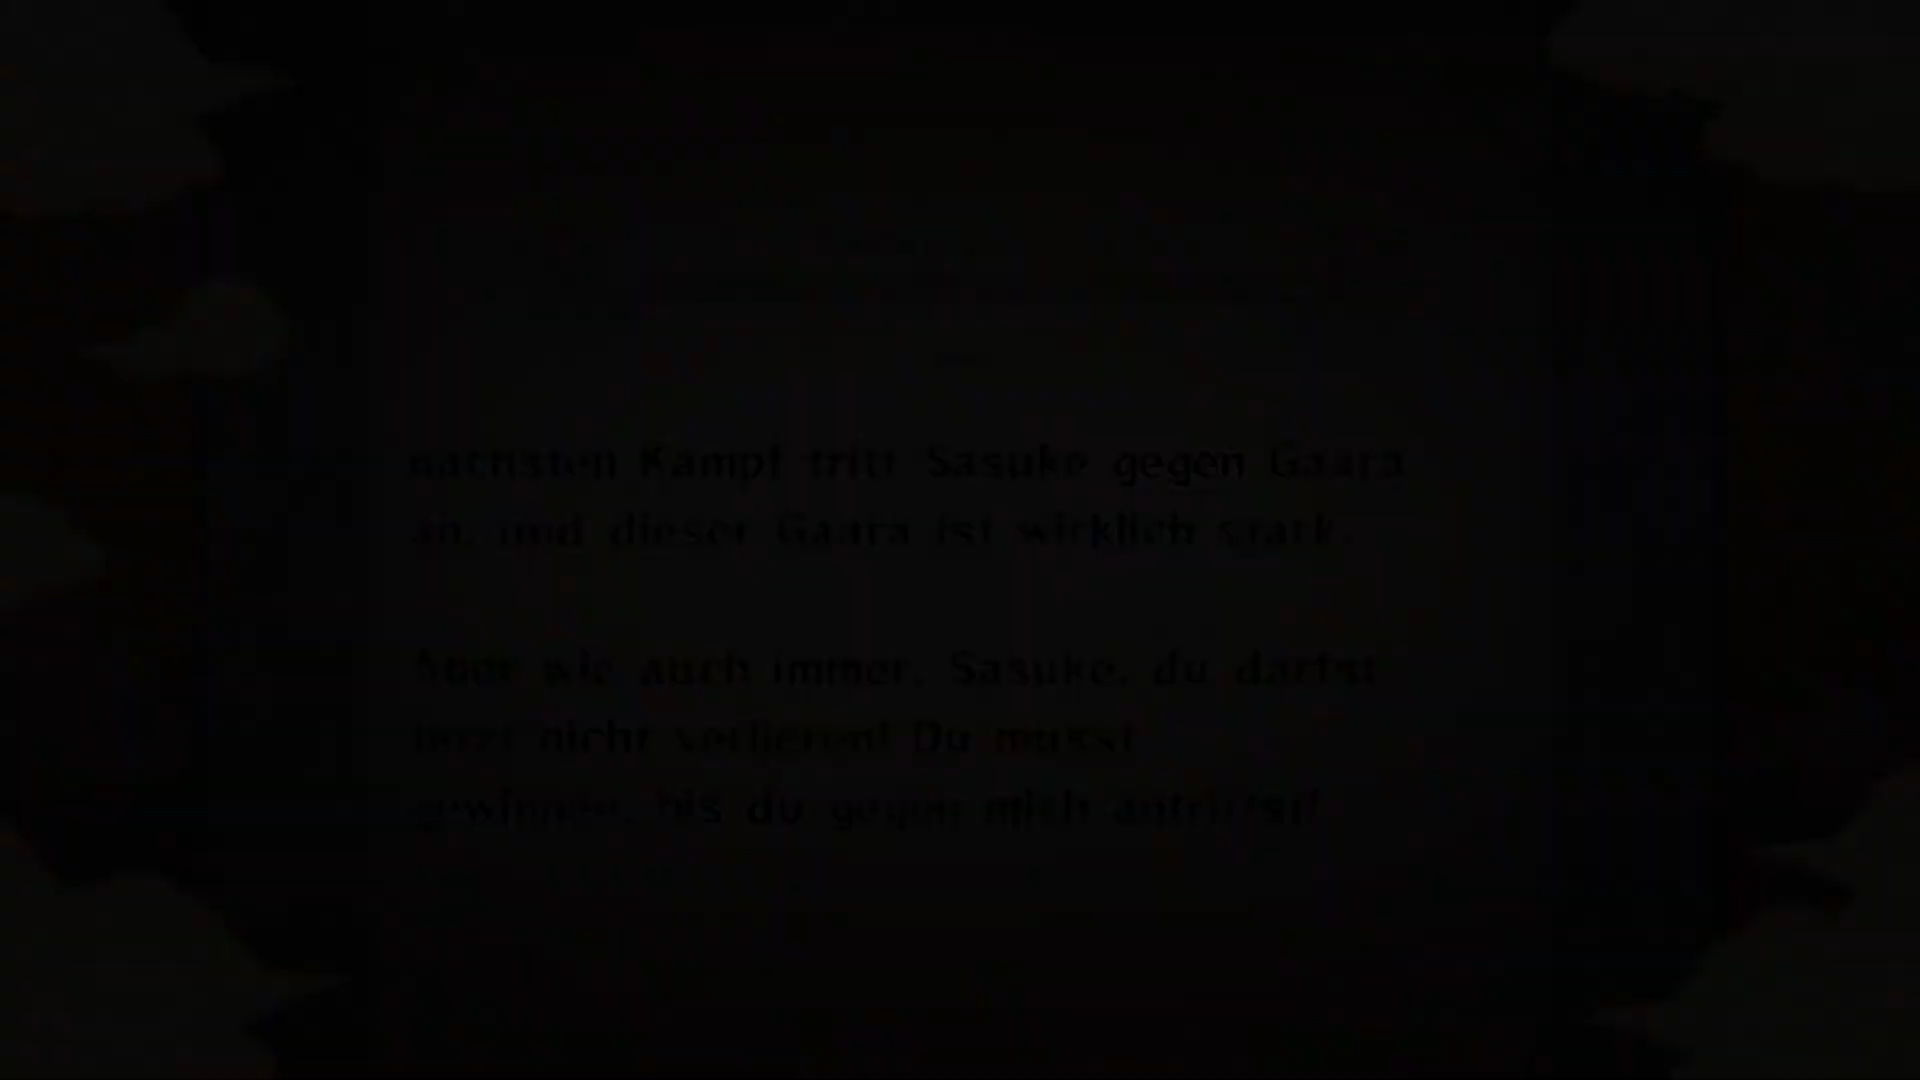 nächsten Kampf tritt Sasuke gegen Gaara
an, und dieser Gaara ist wirklich stark.
Aber wie auch immer, Sasuke, du darfst
jetzt nicht verlieren! Du musst
gewinnen, bis du gegen mich antrittst!